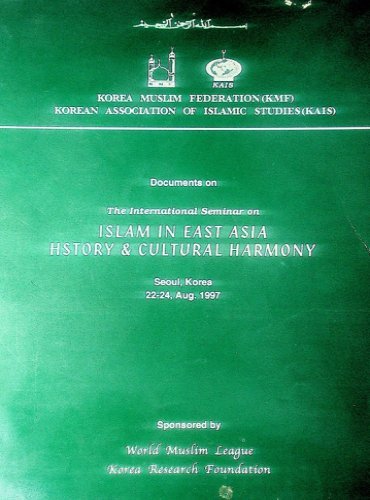 بسم الله الرحمن الرحيم
KAIS
KOREA MUSLIM FEDERATION (KMF)
KOREAN ASSOCIATION OF ISLAMIC STUDIES (KAIS)
Documents on
The International Seminar on
ISLAM IN EAST ASIA
HSTORY & CULTURAL HARMONY
Seoul, Korea
22-24, Aug. 1997
Sponsored by
World Muslim League
Korea Research Foundation